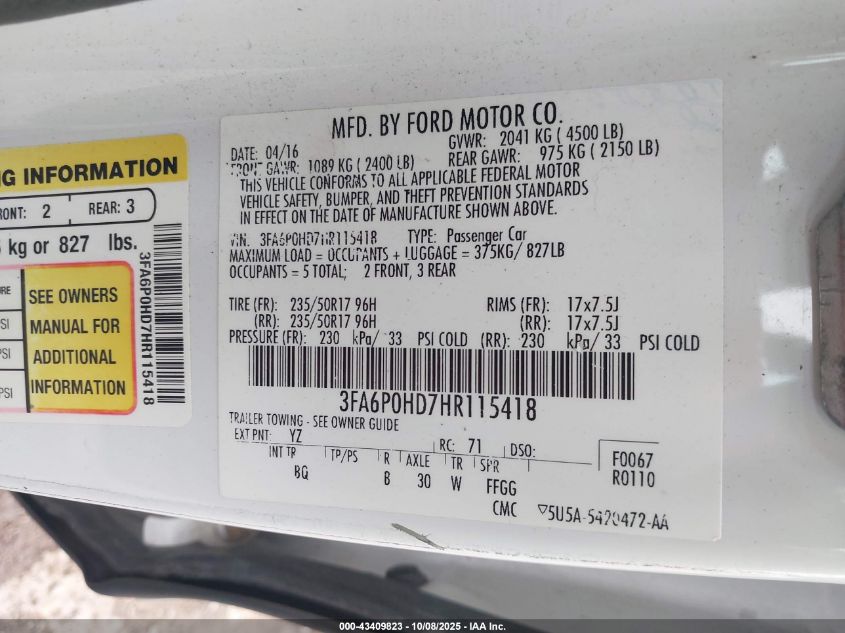 NG INFORMATION
FRONT: 2 REAR: 3
kg or 827 lbs.
SEE OWNERS
MANUAL FOR
ADDITIONAL
INFORMATION
PSI
PSI
PSI
3FA6P0HD7HR115418
MFD. BY FORD MOTOR CO.
DATE: 04/16 GVWR: 2041 KG ( 4500 LB)
FRONT GAWR: 1089 KG ( 2400 LB) REAR GAWR: 975 KG ( 2150 LB)
THIS VEHICLE CONFORMS TO ALL APPLICABLE FEDERAL MOTOR
VEHICLE SAFETY, BUMPER, AND THEFT PREVENTION STANDARDS
IN EFFECT ON THE DATE OF MANUFACTURE SHOWN ABOVE.
VIN: 3FA6P0HD7HR115418 TYPE: Passenger Car
MAXIMUM LOAD = OCCUPANTS + LUGGAGE = 375KG/ 827LB
OCCUPANTS = 5 TOTAL; 2 FRONT, 3 REAR
TIRE (FR): 235/50R17 96H RIMS (FR): 17x7.5J
(RR): 235/50R17 96H (RR): 17x7.5J
PRESSURE (FR): 230 kPa/ 33 PSI COLD (RR): 230 kPa/ 33 PSI COLD
3FA6P0HD7HR115418
TRAILER TOWING - SEE OWNER GUIDE
EXT PNT: YZ RC: 71 DSO: F0067
R0110
INT TR TP/PS R AXLE TR SPR
BQ B 30 W FFGG
CMC ▽5U5A-5420472-AA
000-43409823 - 10/08/2025 - IAA Inc.